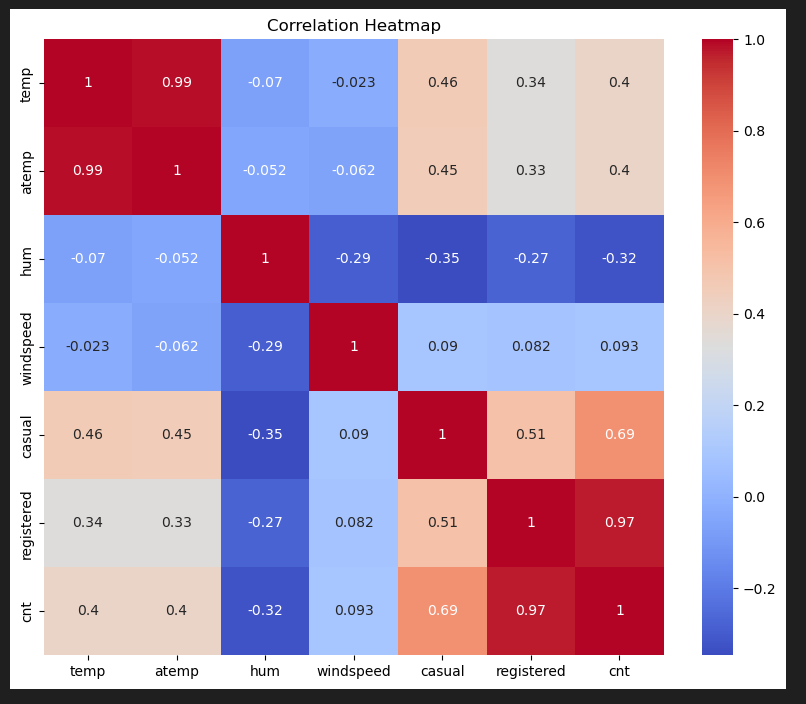 Correlation Heatmap
temp 1 0.99 -0.07 -0.023 0.46 0.34 0.4
atemp 0.99 1 -0.052 -0.062 0.45 0.33 0.4
hum -0.07 -0.052 1 -0.29 -0.35 -0.27 -0.32
windspeed -0.023 -0.062 -0.29 1 0.09 0.082 0.093
casual 0.46 0.45 -0.35 0.09 1 0.51 0.69
registered 0.34 0.33 -0.27 0.082 0.51 1 0.97
cnt 0.4 0.4 -0.32 0.093 0.69 0.97 1
temp atemp hum windspeed casual registered cnt
1.0
0.8
0.6
0.4
0.2
0.0
−0.2